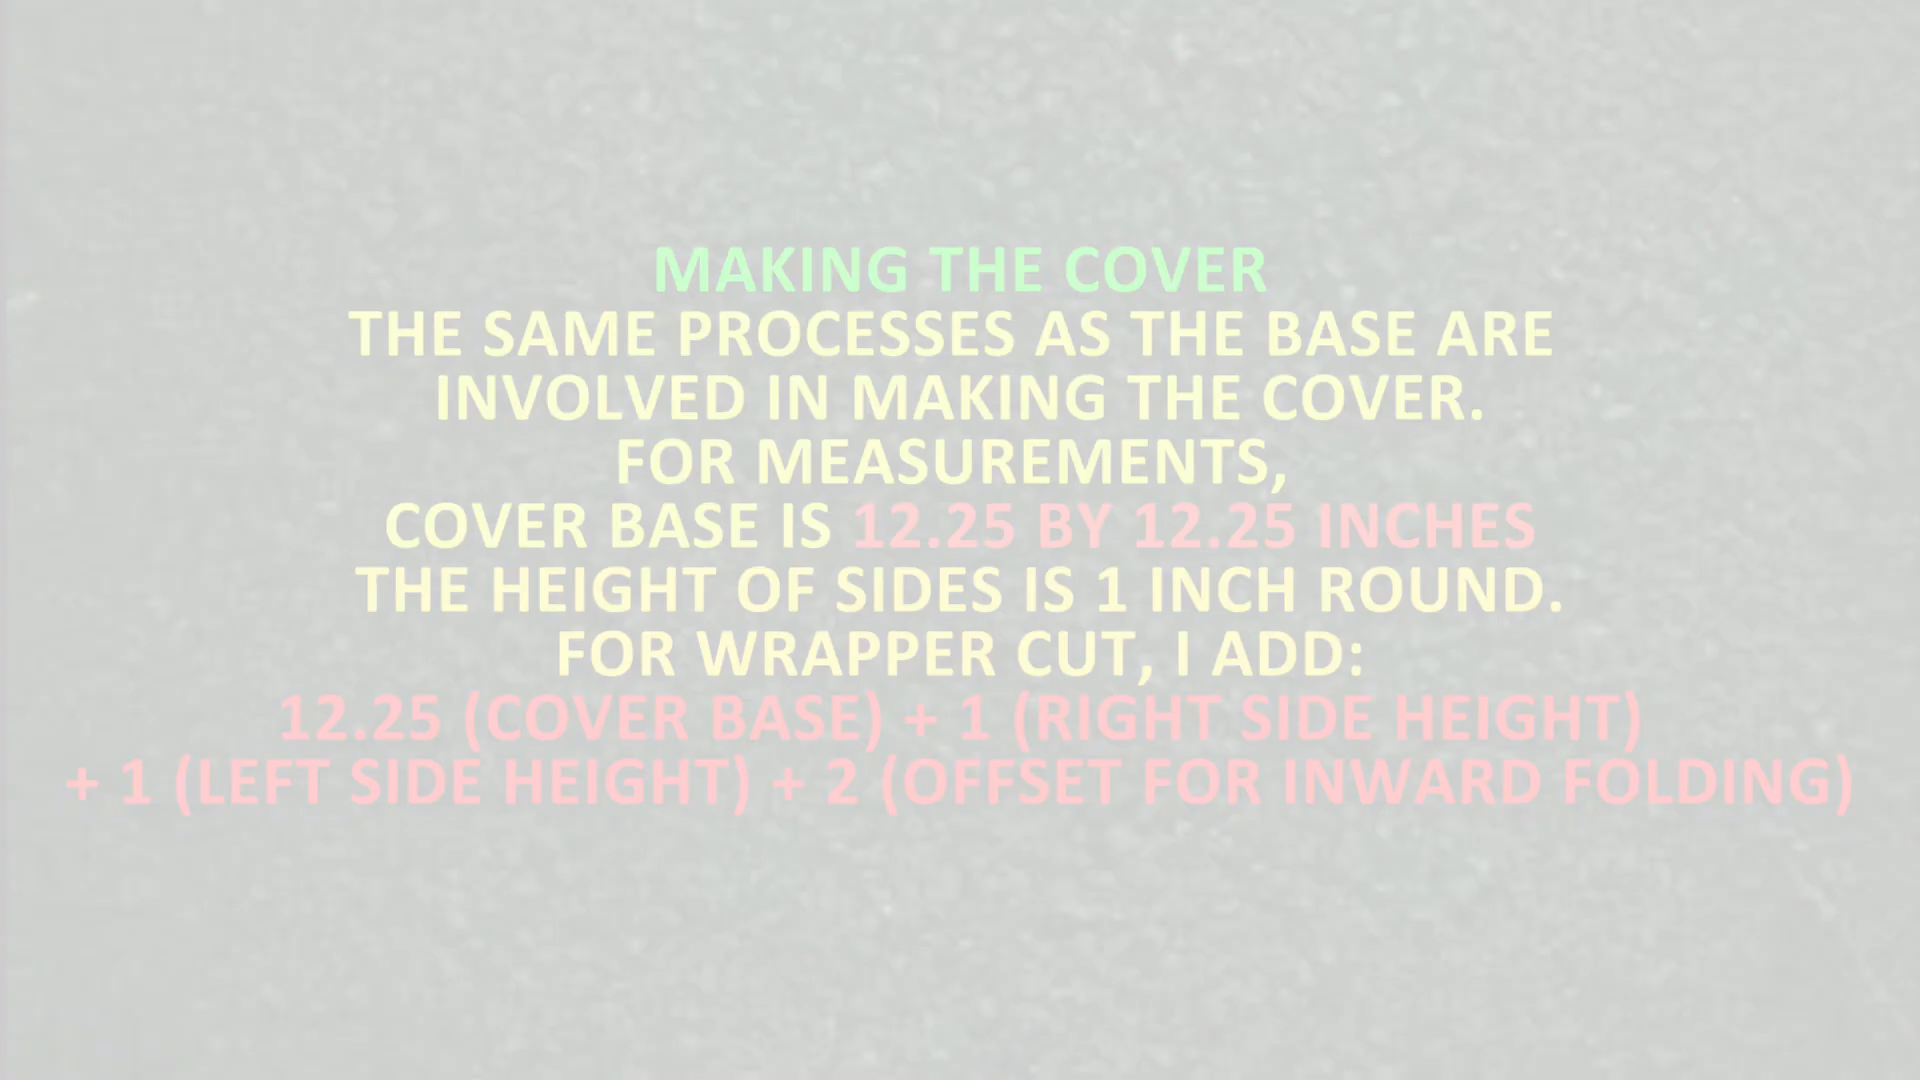 MAKING THE COVER
THE SAME PROCESSES AS THE BASE ARE
INVOLVED IN MAKING THE COVER.
FOR MEASUREMENTS,
COVER BASE IS 12.25 BY 12.25 INCHES
THE HEIGHT OF SIDES IS 1 INCH ROUND.
FOR WRAPPER CUT, I ADD:
12.25 (COVER BASE) + 1 (RIGHT SIDE HEIGHT)
+ 1 (LEFT SIDE HEIGHT) + 2 (OFFSET FOR INWARD FOLDING)